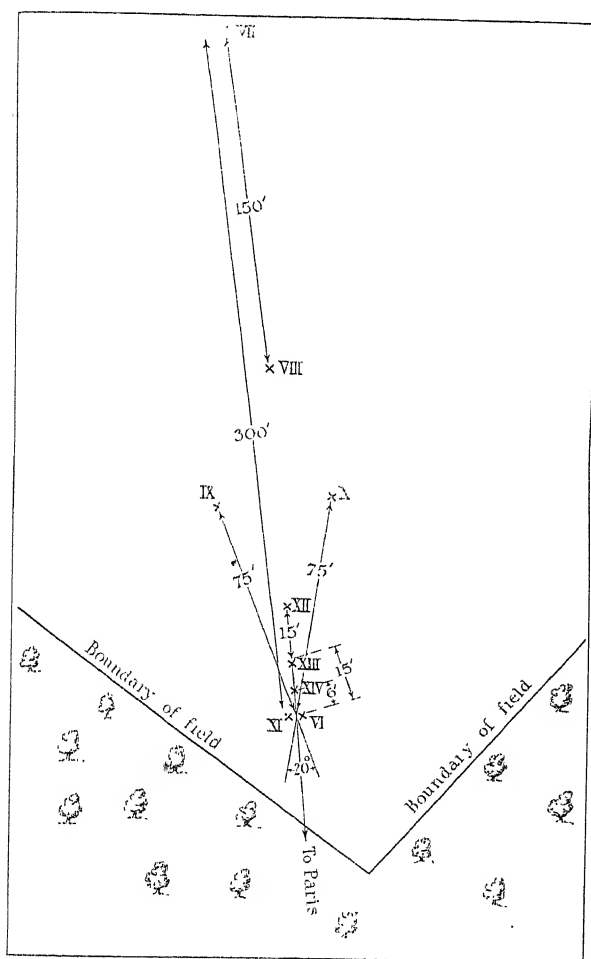 VII
150'
VIII
300'
IX
X
75'
75'
XII
15'
XIII
15'
XIV
6'
XI
VI
20°
Boundary of field
Boundary of field
To Paris